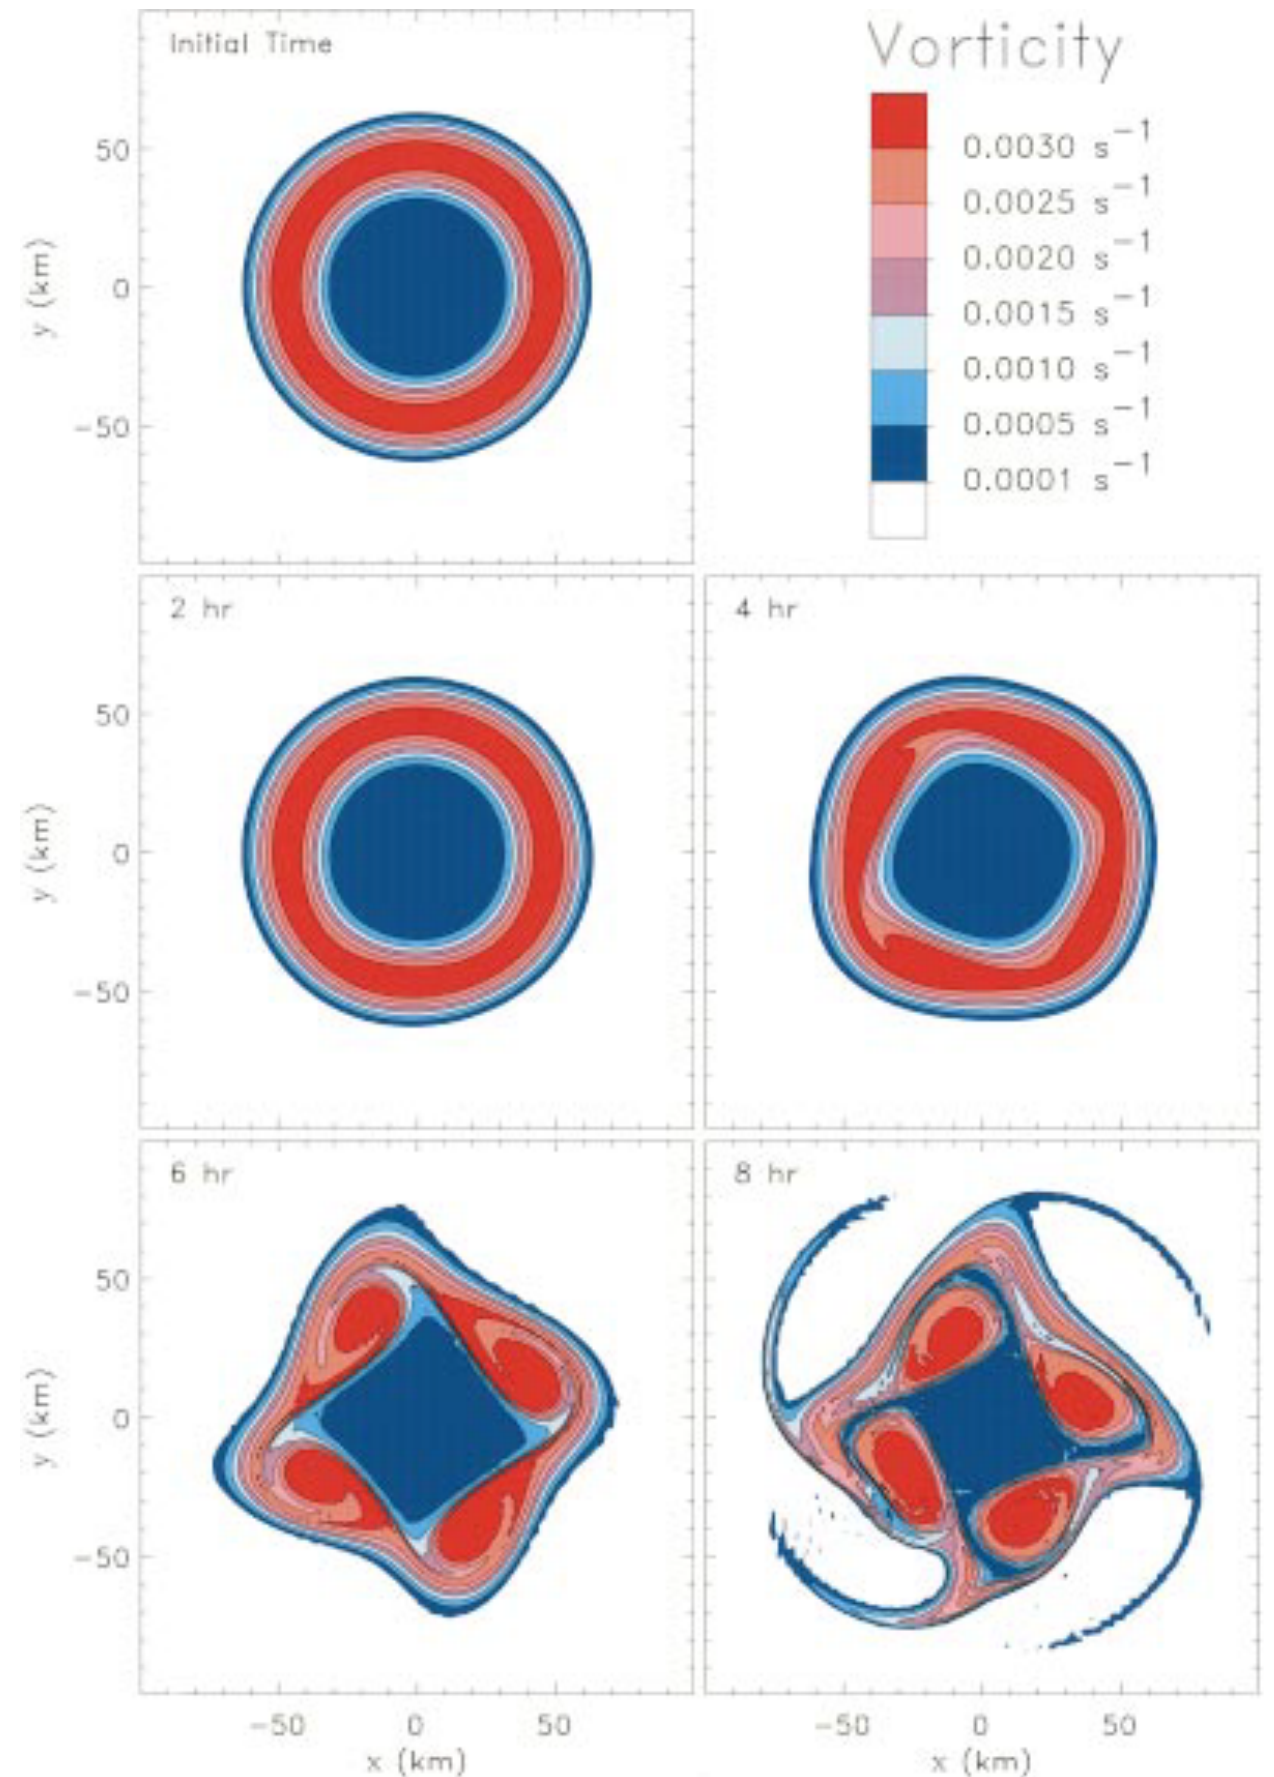 Initial Time
Vorticity
0.0030 s⁻¹
0.0025 s⁻¹
0.0020 s⁻¹
0.0015 s⁻¹
0.0010 s⁻¹
0.0005 s⁻¹
0.0001 s⁻¹
50
0
−50
y (km)
2 hr
4 hr
50
0
−50
y (km)
6 hr
8 hr
50
0
−50
y (km)
−50 0 50
−50 0 50
x (km)
x (km)